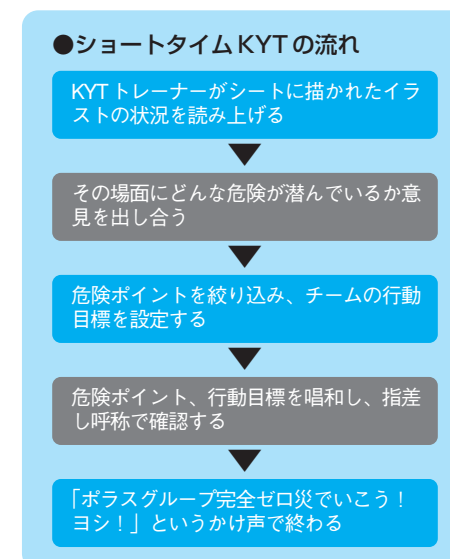 ●ショートタイムKYTの流れ
KYTトレーナーがシートに描かれたイラ
ストの状況を読み上げる
その場面にどんな危険が潜んでいるか意
見を出し合う
危険ポイントを絞り込み、チームの行動
目標を設定する
危険ポイント、行動目標を唱和し、指差
し呼称で確認する
「ポラスグループ完全ゼロ災でいこう！
ヨシ！」というかけ声で終わる